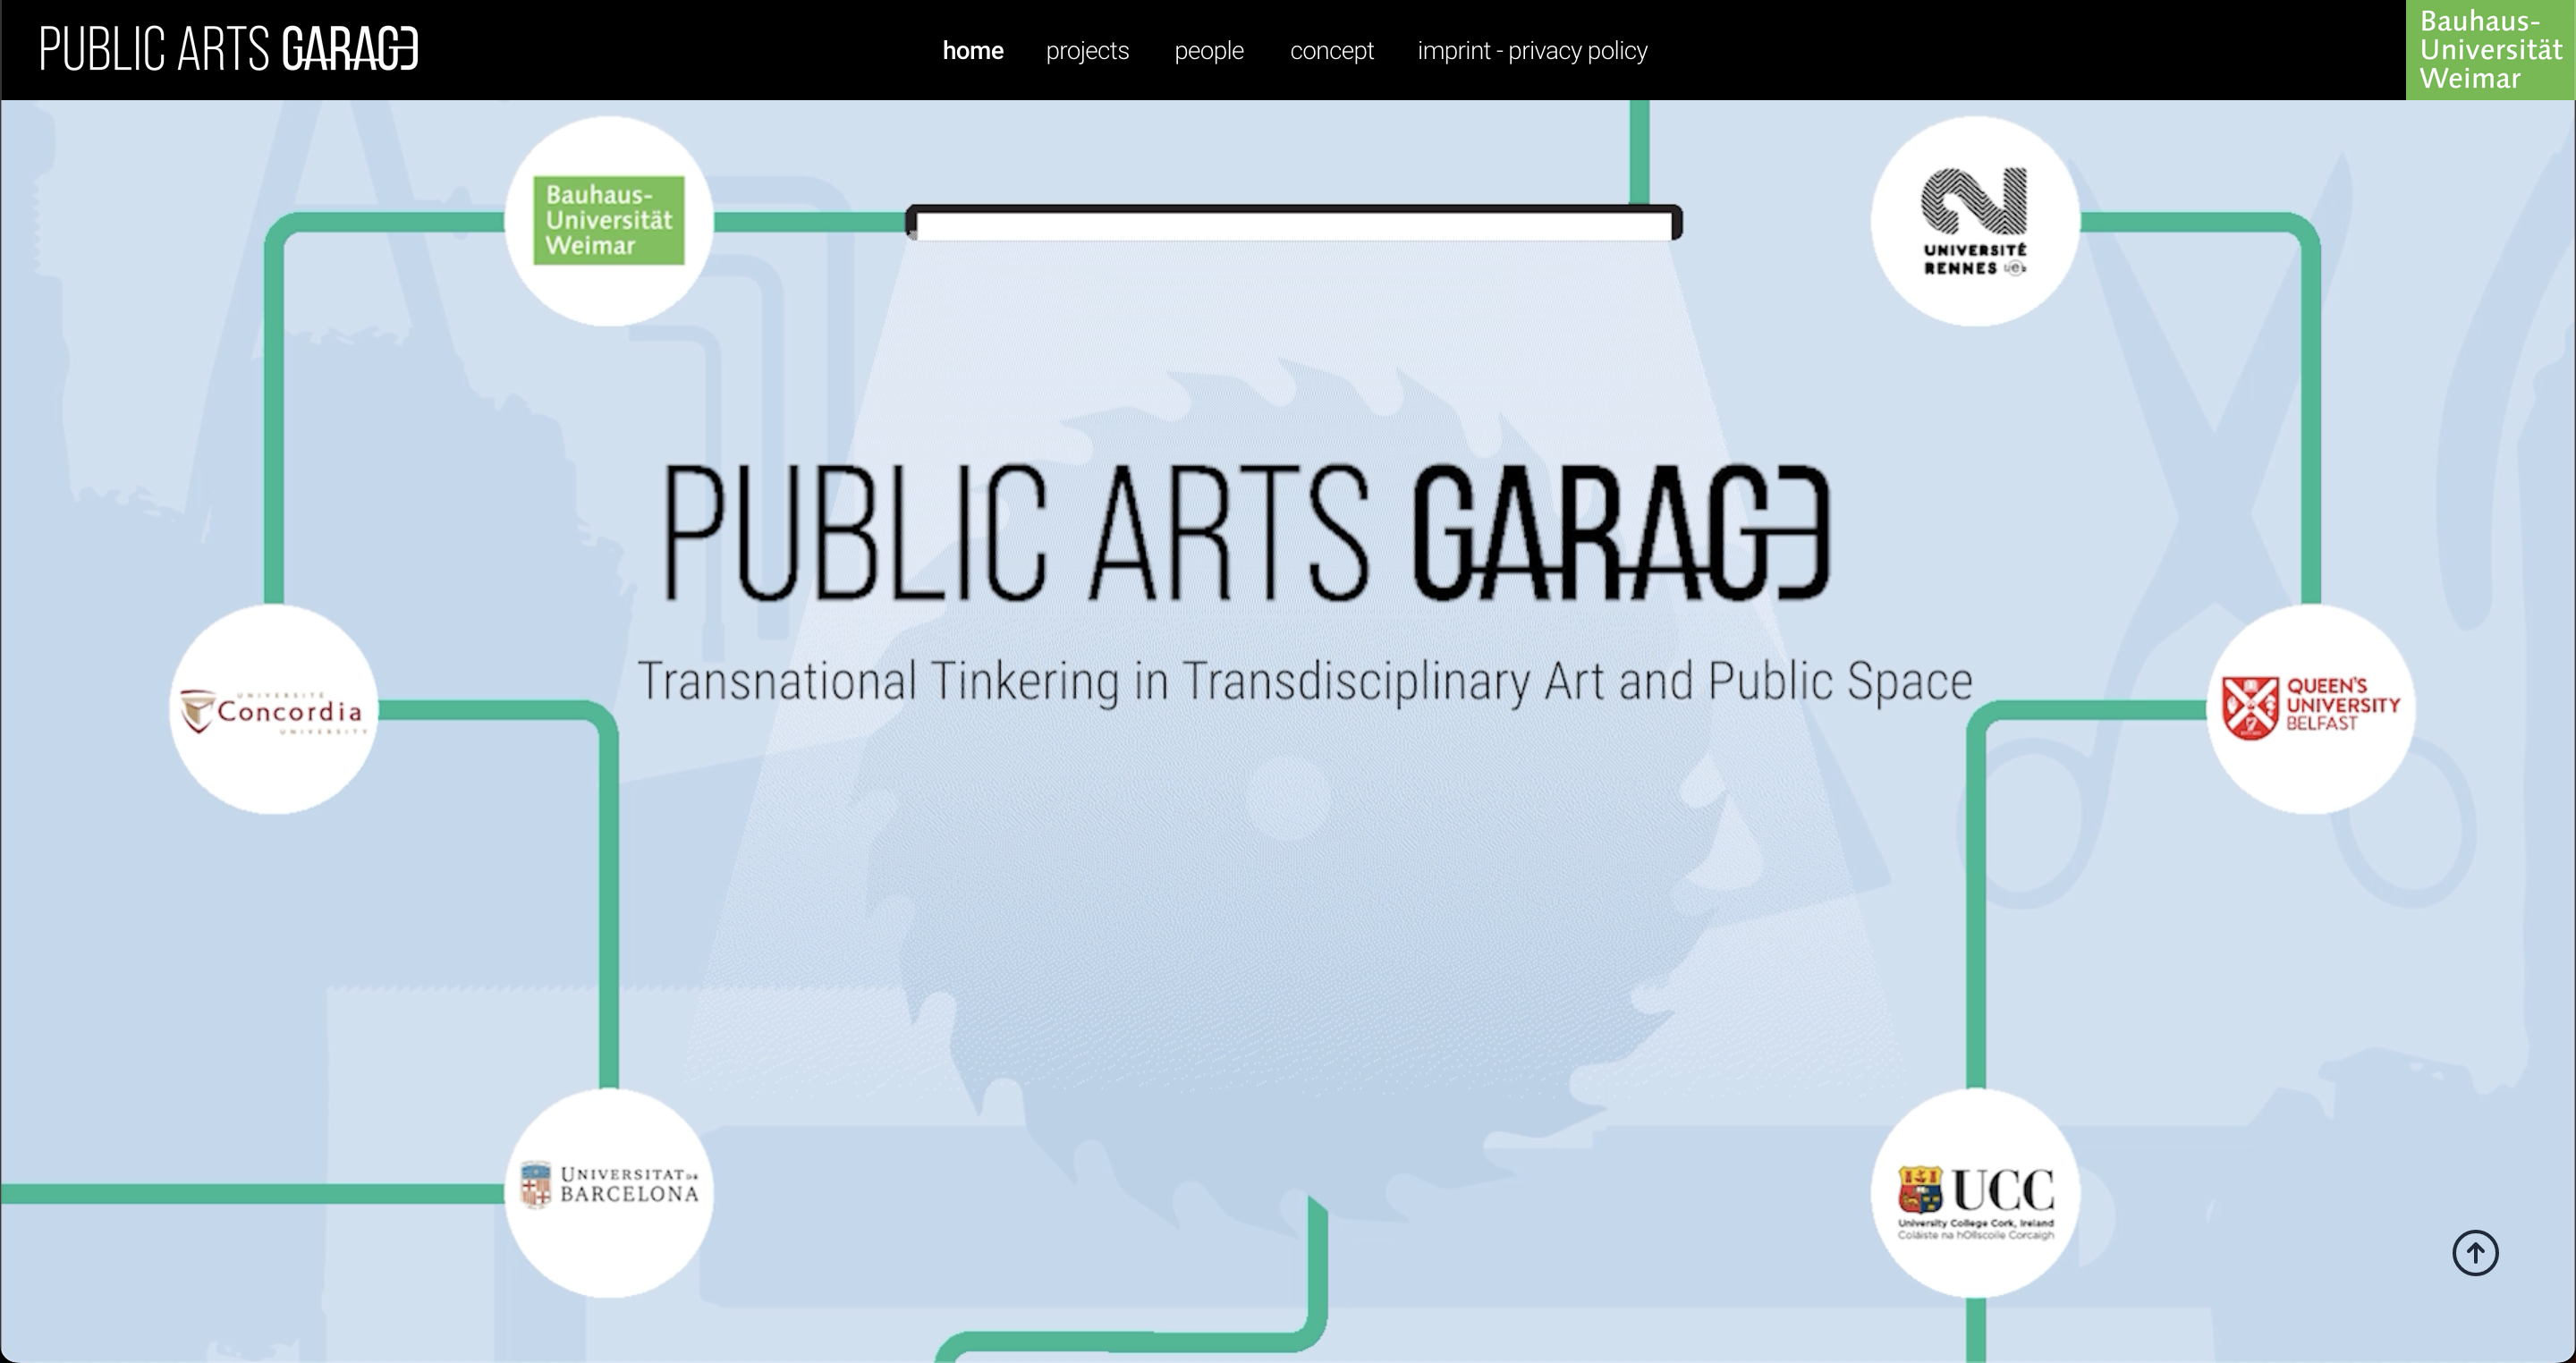 PUBLIC ARTS GARAGE
home
projects
people
concept
imprint - privacy policy
Bauhaus-
Universität
Weimar
Bauhaus-
Universität
Weimar
UNIVERSITÉ
RENNES
PUBLIC ARTS GARAGE
Transnational Tinkering in Transdisciplinary Art and Public Space
UNIVERSITÉ
Concordia
UNIVERSITY
QUEEN'S
UNIVERSITY
BELFAST
UNIVERSITAT DE
BARCELONA
UCC
University College Cork, Ireland
Coláiste na hOllscoile Corcaigh